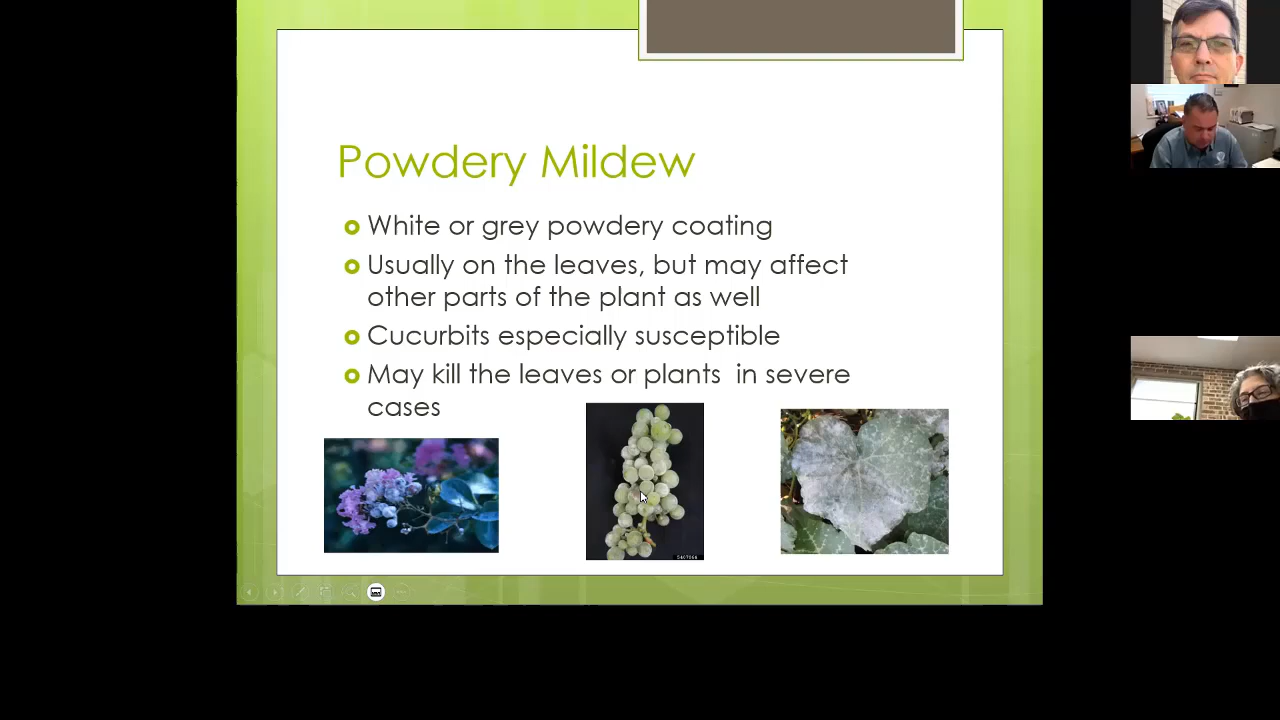 Powdery Mildew
White or grey powdery coating
Usually on the leaves, but may affect
other parts of the plant as well
Cucurbits especially susceptible
May kill the leaves or plants  in severe
cases